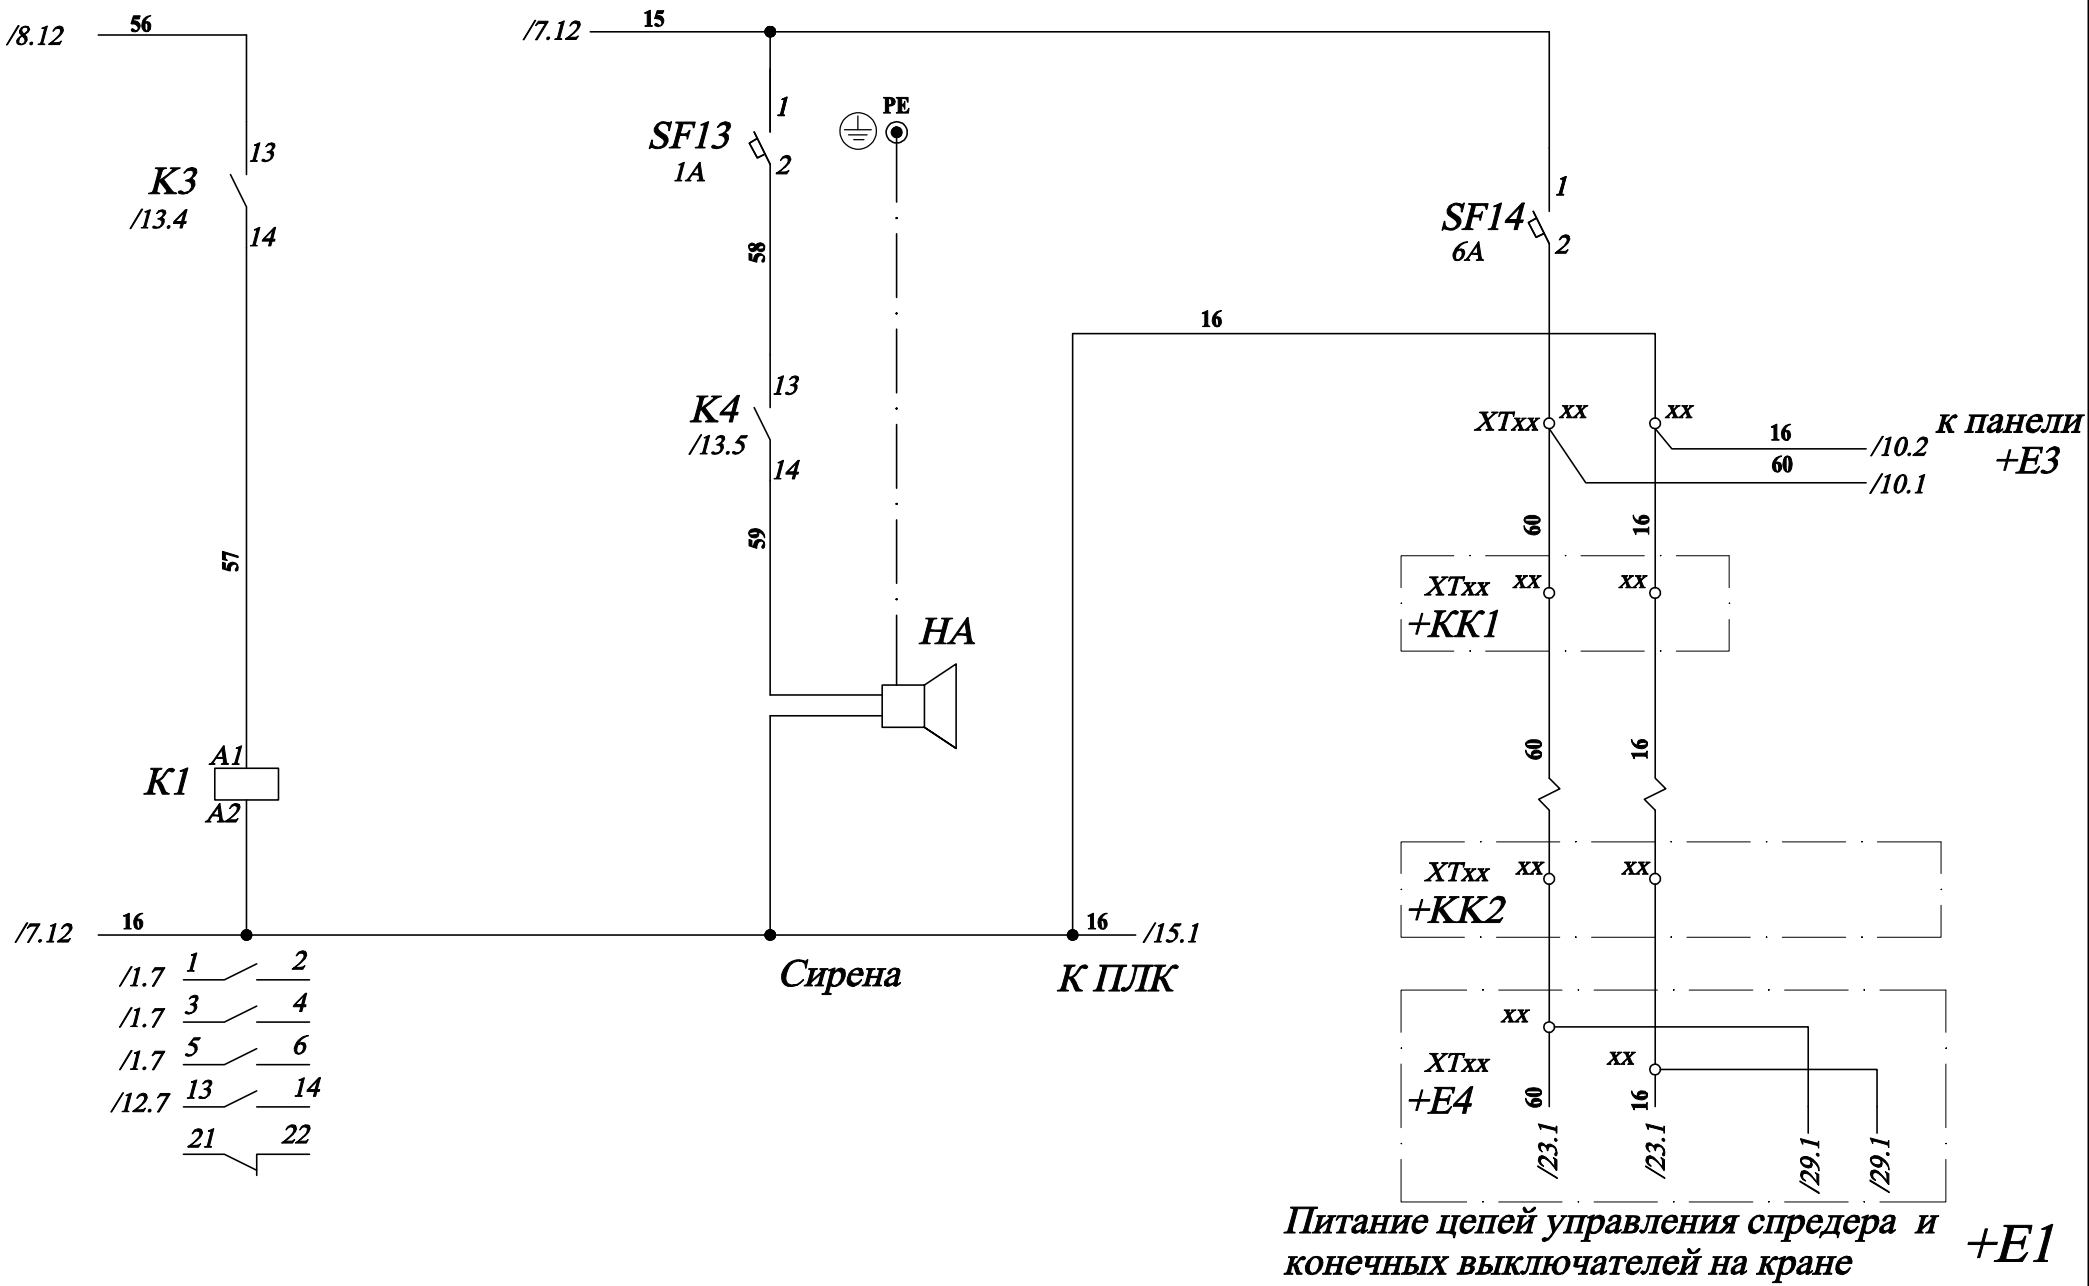 /8.12
56
K3
/13.4
13
14
57
К1
A1
A2
/7.12
16
/1.7 1 2
/1.7 3 4
/1.7 5 6
/12.7 13 14
21 22
/7.12
15
SF13
1A
1
2
58
PE
K4
/13.5
13
14
59
HA
Сирена
16
/15.1
К ПЛК
16
SF14
6A
1
2
XTxx xx xx
16
/10.2
60
/10.1
к панели
+E3
60 16
XTxx xx xx
+КК1
60 16
XTxx xx xx
+КК2
xx
XTxx xx
+E4
60 16
/23.1 /23.1 /29.1 /29.1
Питание цепей управления спредера и
конечных выключателей на кране
+E1